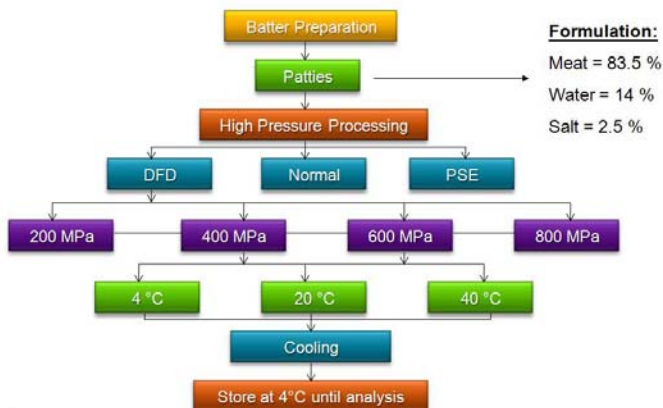 Batter Preparation
Formulation:
Patties
Meat = 83.5 %
Water = 14 %
Salt = 2.5 %
High Pressure Processing
DFD
Normal
PSE
200 MPa
400 MPa
600 MPa
800 MPa
4 °C
20 °C
40 °C
Cooling
Store at 4°C until analysis